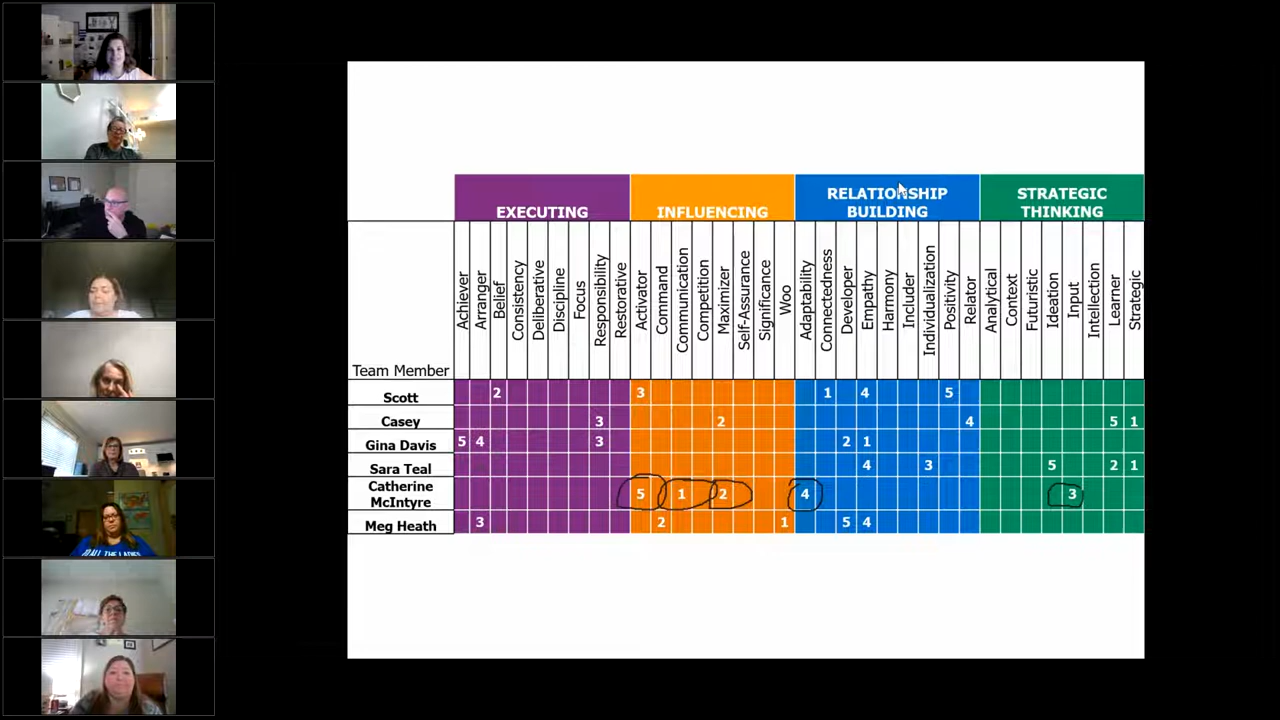 EXECUTING
INFLUENCING
RELATIONSHIP
BUILDING
STRATEGIC
THINKING
Team Member
Achiever
Arranger
Belief
Consistency
Deliberative
Discipline
Focus
Responsibility
Restorative
Activator
Command
Communication
Competition
Maximizer
Self-Assurance
Significance
Woo
Adaptability
Connectedness
Developer
Empathy
Harmony
Includer
Individualization
Positivity
Relator
Analytical
Context
Futuristic
Ideation
Input
Intellection
Learner
Strategic
Scott 2 3 1 4 5
Casey 3 2 4 5 1
Gina Davis 5 4 3 2 1
Sara Teal 4 3 5 2 1
Catherine
McIntyre 5 1 2 4 3
Meg Heath 3 2 1 5 4